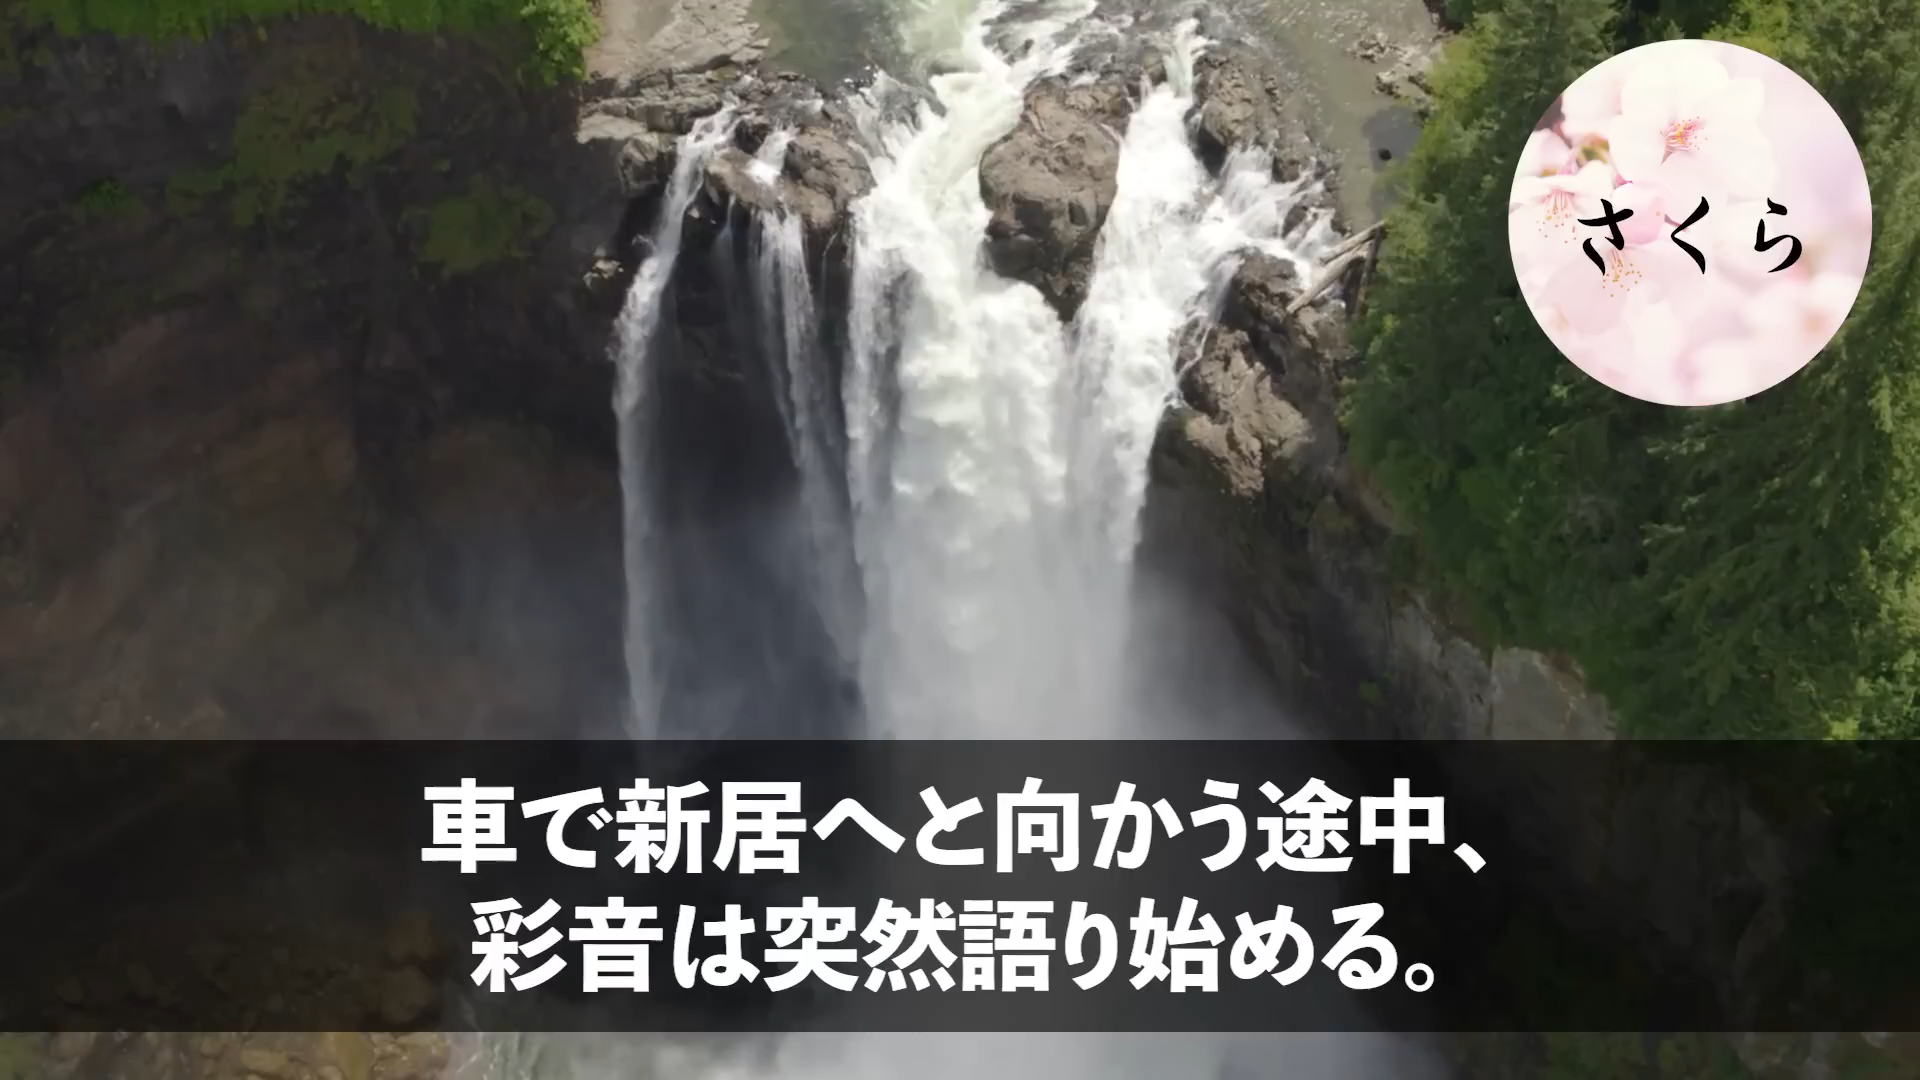 さくら
車で新居へと向かう途中、
彩音は突然語り始める。